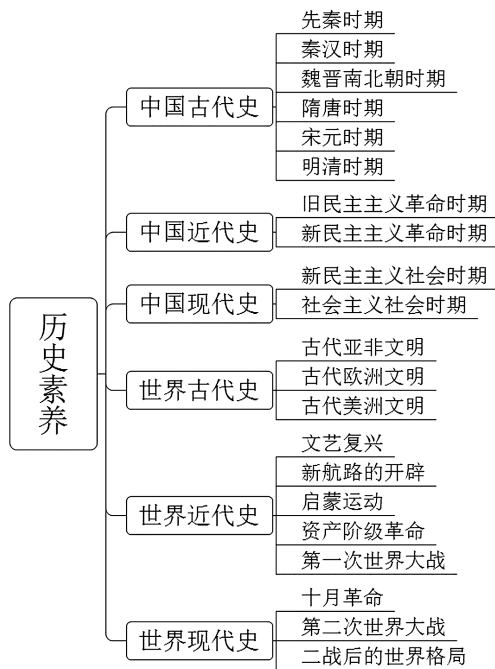 历史素养
中国古代史
先秦时期
秦汉时期
魏晋南北朝时期
隋唐时期
宋元时期
明清时期
中国近代史
旧民主主义革命时期
新民主主义革命时期
中国现代史
新民主主义社会时期
社会主义社会时期
世界古代史
古代亚非文明
古代欧洲文明
古代美洲文明
世界近代史
文艺复兴
新航路的开辟
启蒙运动
资产阶级革命
第一次世界大战
世界现代史
十月革命
第二次世界大战
二战后的世界格局